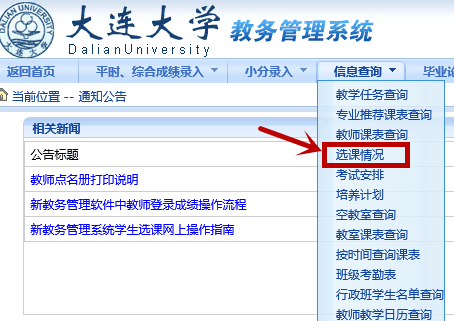 DALIAN UNIVERSITY
大连大学
DalianUniversity
教务管理系统
返回首页 平时、综合成绩录入 小分录入 信息查询
当前位置 -- 通知公告
相关新闻
公告标题
教师点名册打印说明
新教务管理软件中教师登录成绩操作流程
新教务管理系统学生选课网上操作指南
教学任务查询
专业推荐课表查询
教师课表查询
选课情况
考试安排
培养计划
空教室查询
教室课表查询
按时间查询课表
班级考勤表
行政班学生名单查询
教师教学日历查询